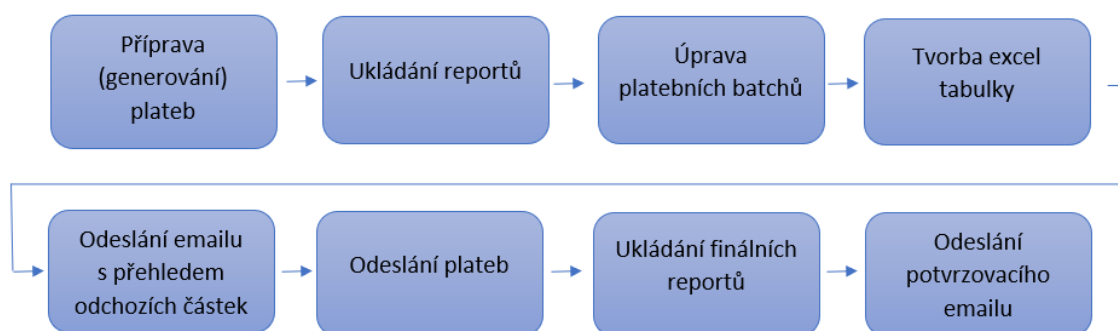 Příprava
(generování)
plateb
Ukládání reportů
Úprava
platebních batchů
Tvorba excel
tabulky
Odeslání emailu
s přehledem
odchozích částek
Odeslání plateb
Ukládání finálních
reportů
Odeslání
potvrzovacího
emailu